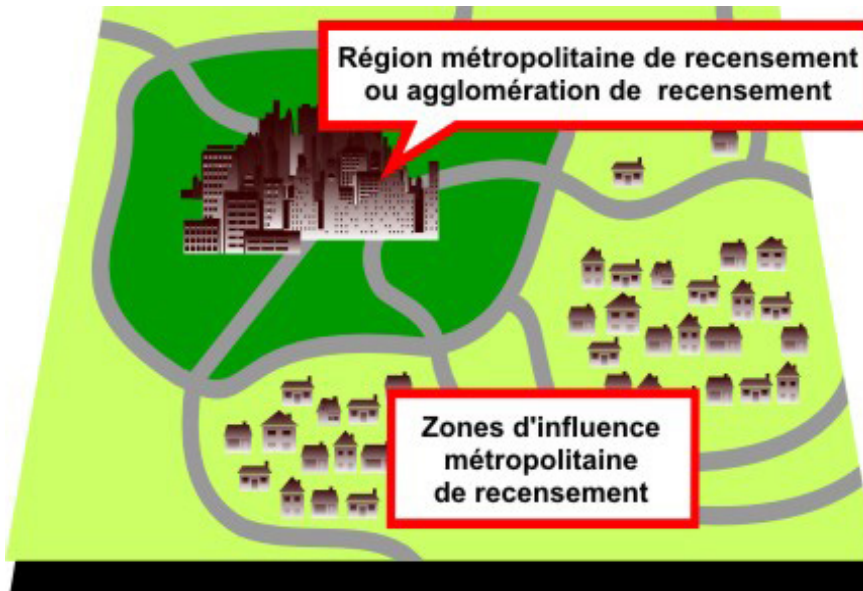 Région métropolitaine de recensement
ou agglomération de recensement
Zones d'influence
métropolitaine
de recensement